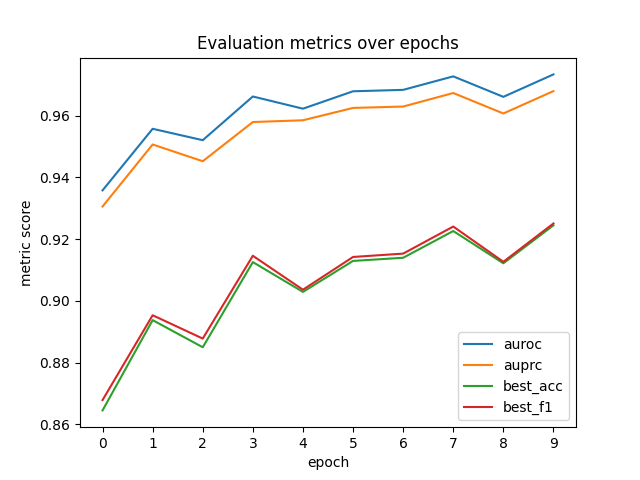 Evaluation metrics over epochs
metric score
0.96
0.94
0.92
0.90
0.88
0.86
0 1 2 3 4 5 6 7 8 9
epoch
auroc
auprc
best_acc
best_f1